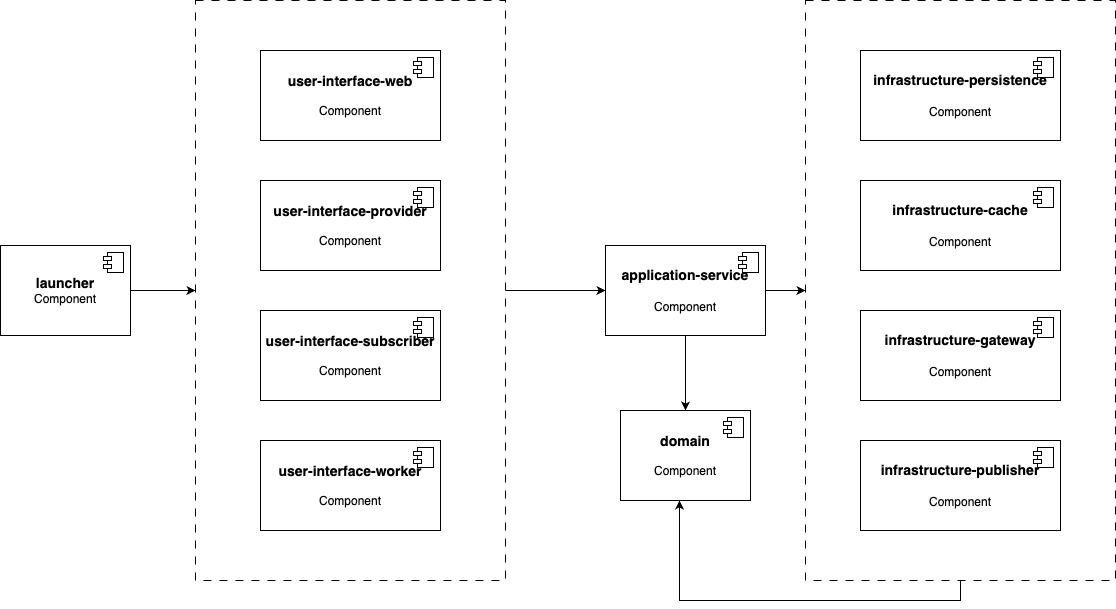 user-interface-web
Component
user-interface-provider
Component
user-interface-subscriber
Component
user-interface-worker
Component
launcher
Component
application-service
Component
domain
Component
infrastructure-persistence
Component
infrastructure-cache
Component
infrastructure-gateway
Component
infrastructure-publisher
Component